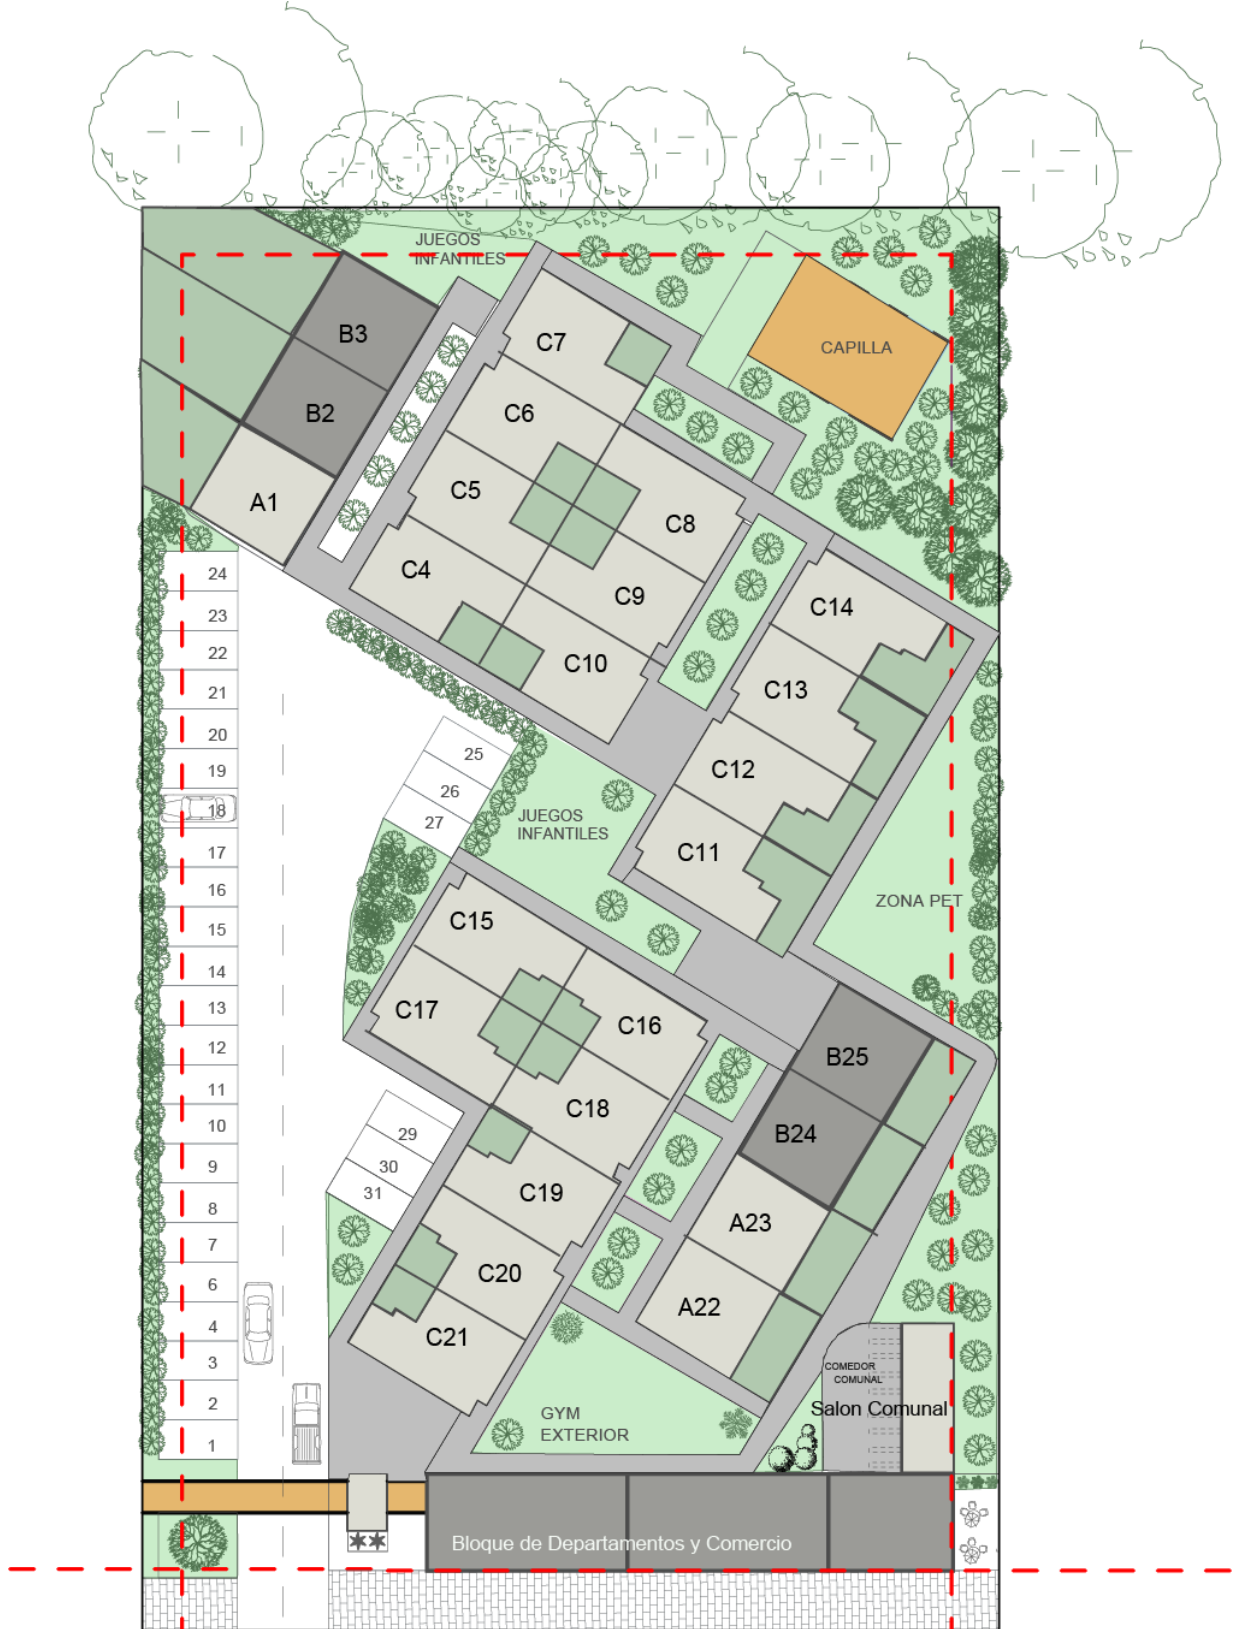 JUEGOS
INFANTILES
B3
C7
CAPILLA
B2
C6
A1
C5
C8
C4
C9
C14
C10
C13
C12
C11
24
23
22
21
20
19
18
17
16
15
14
13
12
11
10
9
8
7
6
4
3
2
1
25
26
27
JUEGOS
INFANTILES
ZONA PET
C15
C17
C16
C18
B25
B24
29
30
31
C19
A23
C20
A22
C21
COMEDOR
COMUNAL
Salon Comunal
GYM
EXTERIOR
Bloque de Departamentos y Comercio